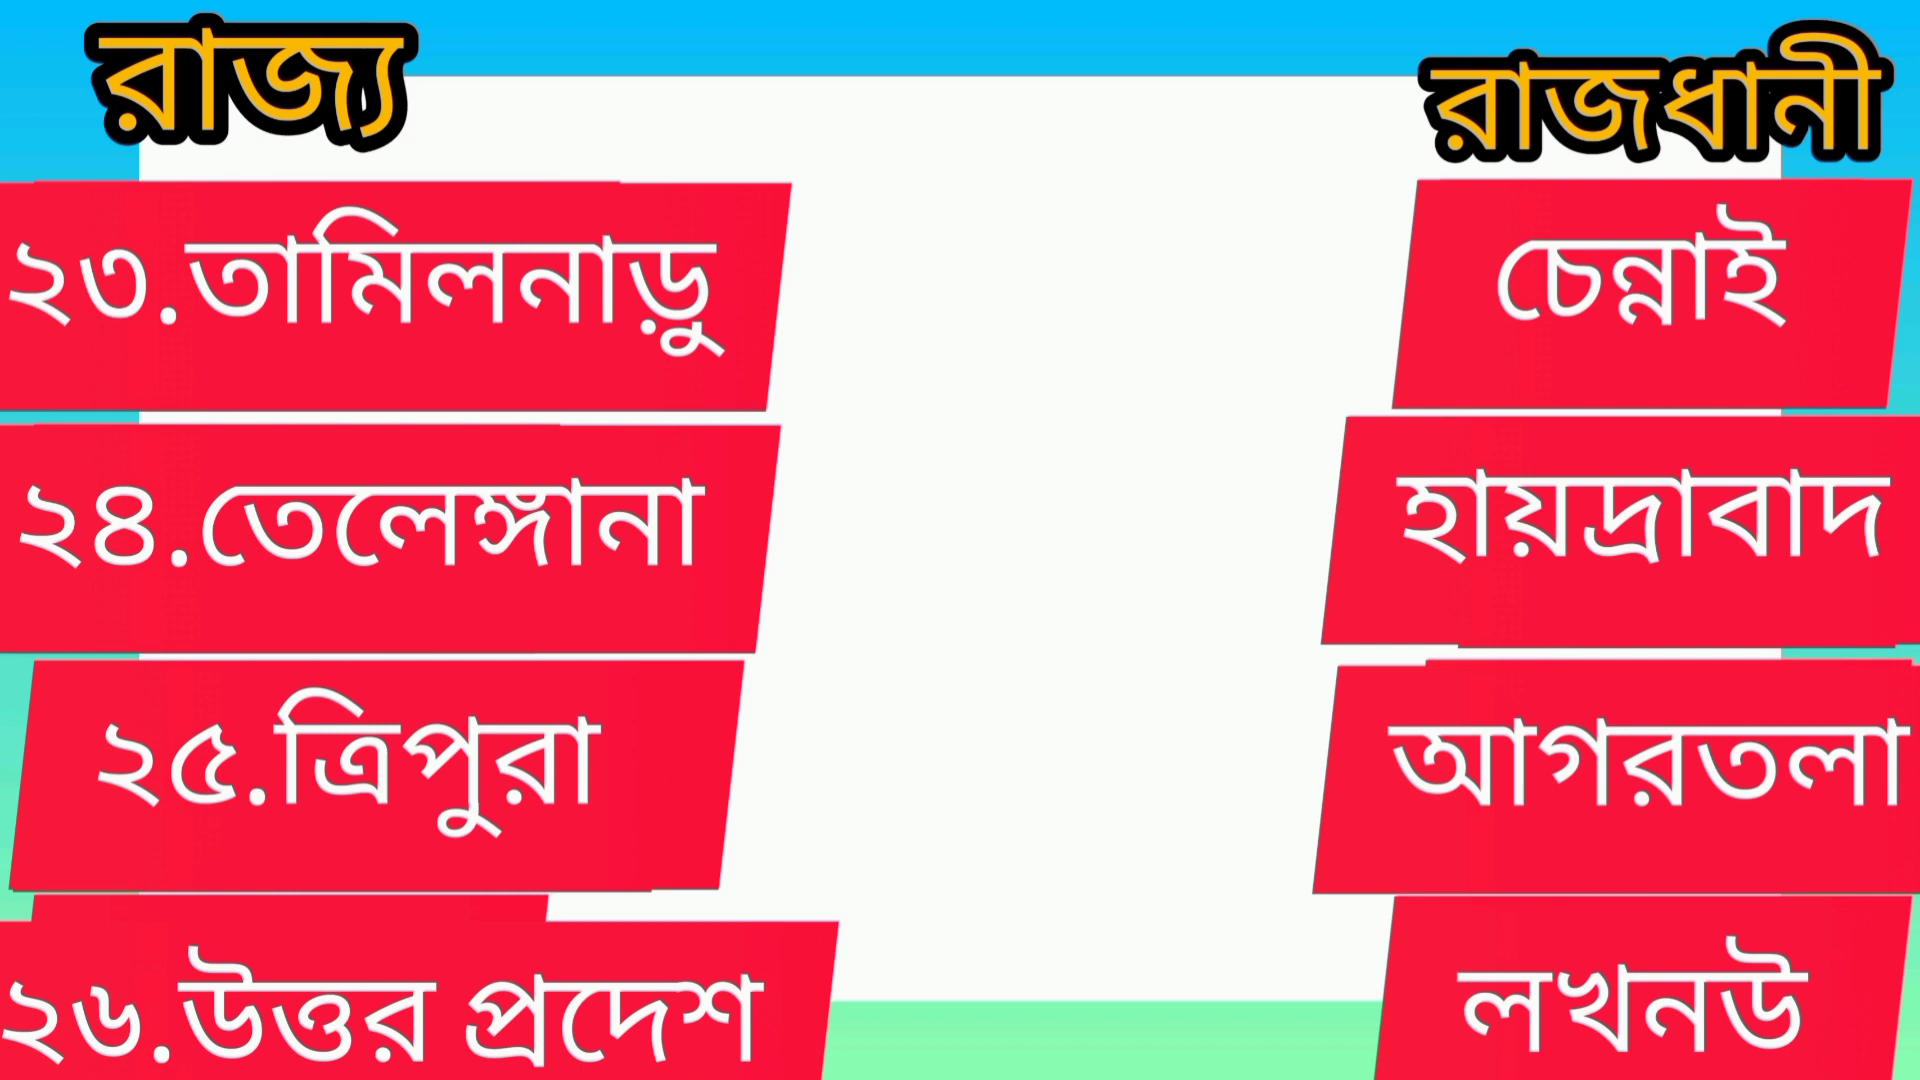 রাজ্য রাজধানী
২৩.তামিলনাড়ু চেন্নাই
২৪.তেলেঙ্গানা হায়দ্রাবাদ
২৫.ত্রিপুরা আগরতলা
২৬.উত্তর প্রদেশ লখনউ